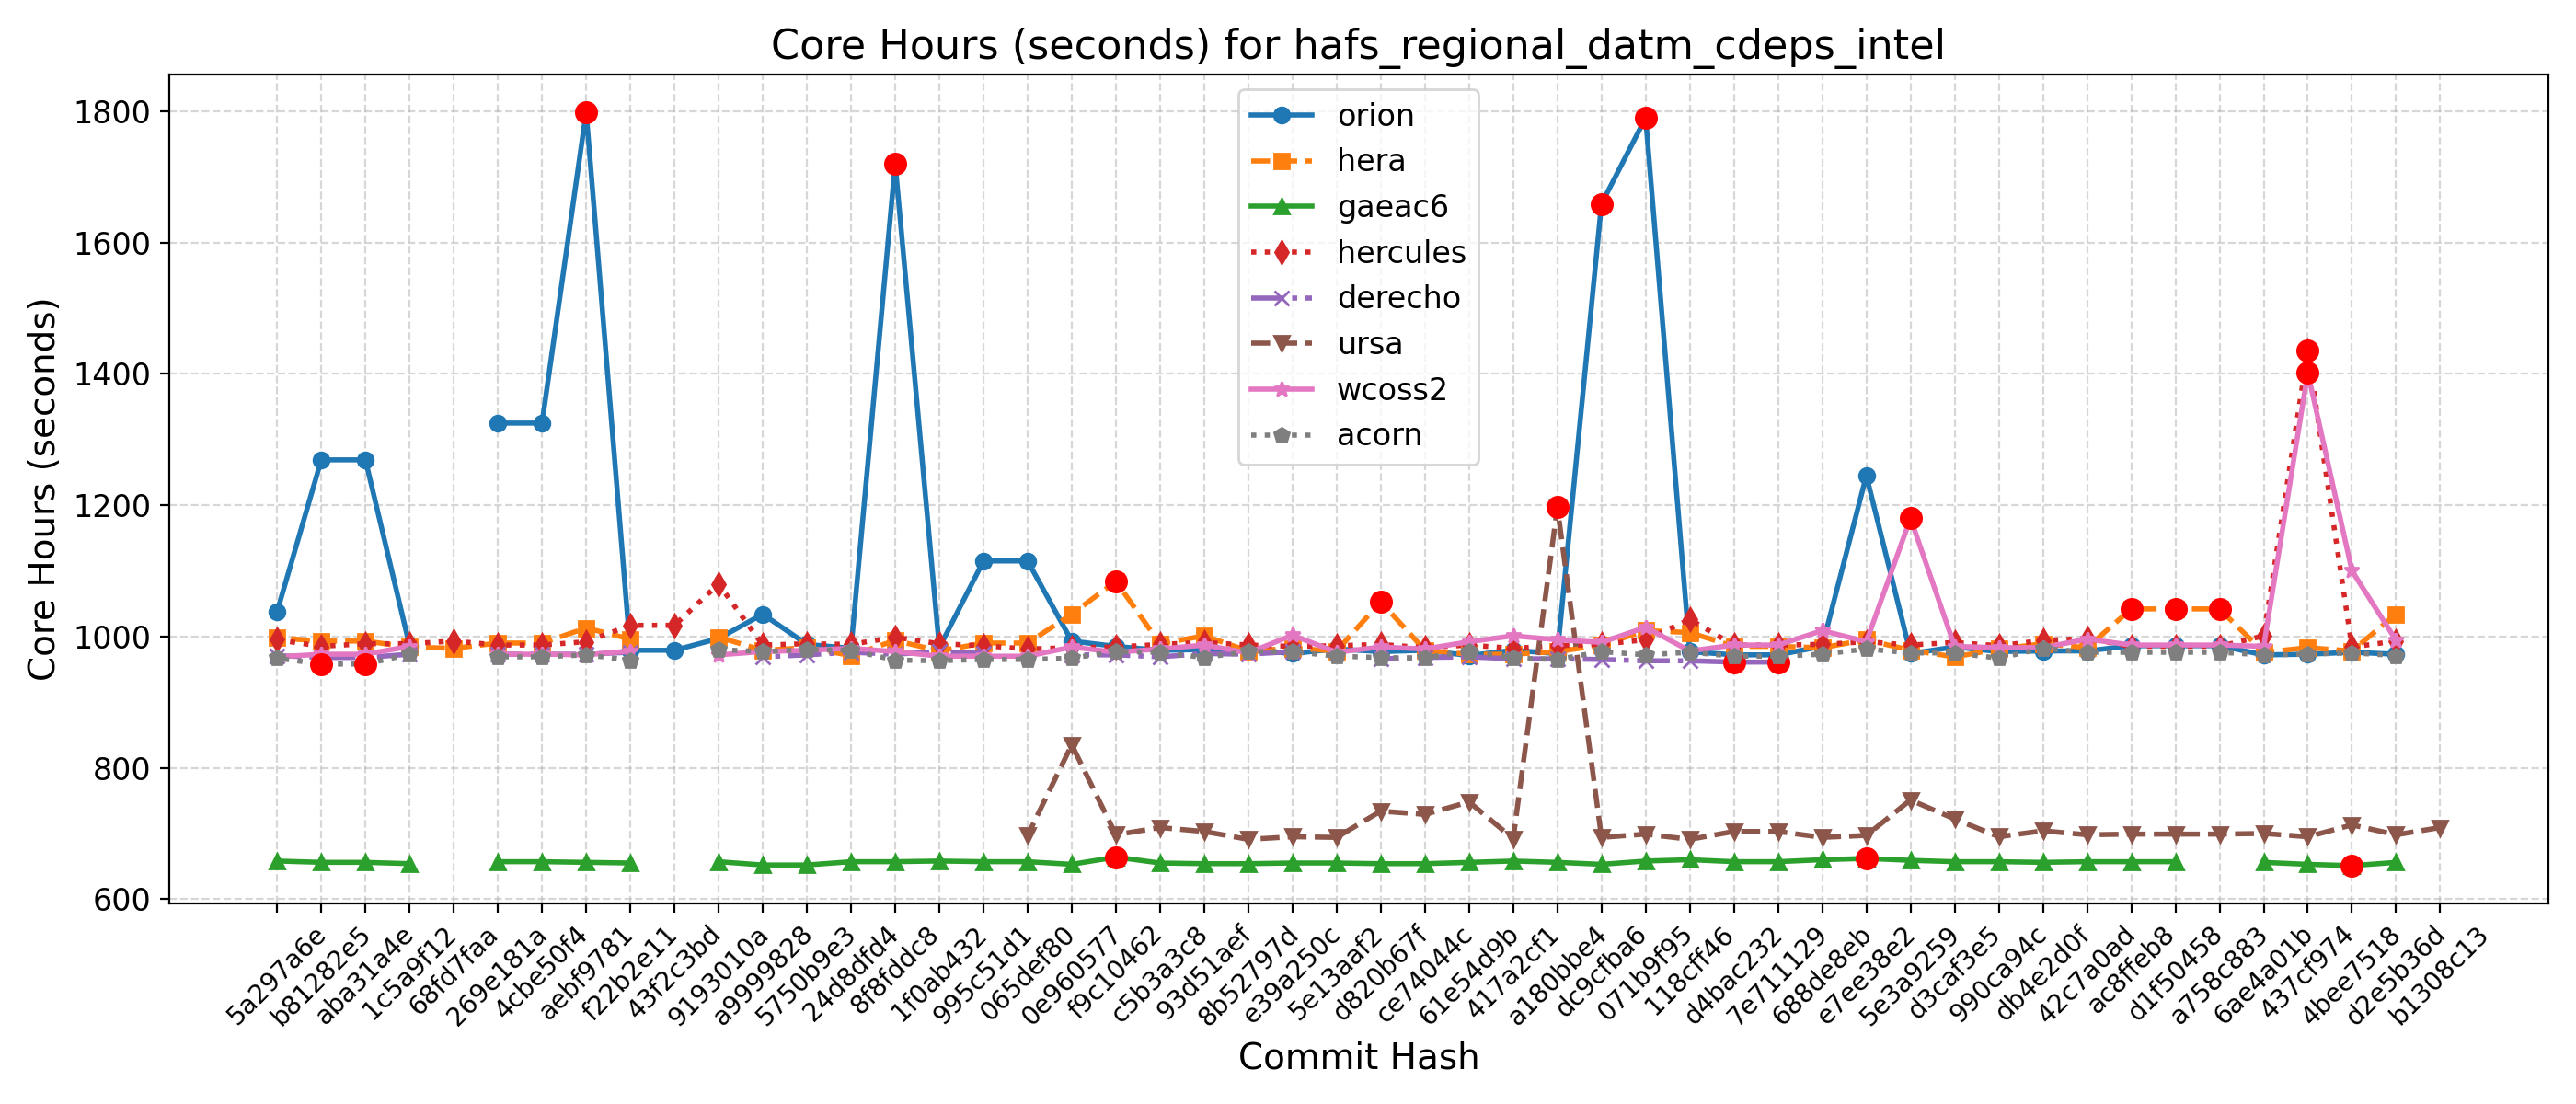 Core Hours (seconds) for hafs_regional_datm_cdeps_intel
Core Hours (seconds)
1800
1600
1400
1200
1000
800
600
orion
hera
gaeac6
hercules
derecho
ursa
wcoss2
acorn
5a297a6e
b81282e5
aba31a4e
1c5a9f12
68fd7faa
269e181a
4cbe50f4
aebf9781
f22b2e11
43f2c3bd
9193010a
a9999828
5750b9e3
24d8dfd4
8f8fddc8
1f0ab432
995c51d1
065def80
0e960577
f9c10462
c5b3a3c8
93d51aef
8b52797d
e39a250c
5e13aaf2
d820b67f
ce74044c
61e54d9b
417a2cf1
a180bbe4
dc9cfba6
071b9f95
118cff46
d4bac232
7e711129
688dde8eb
e7ee38e2
5e3a9259
d3caf3e5
990ca94c
db4e2d0f
42c7a0ad
ac8ffeb8
d1f50458
a758c883
6ae4a01b
437cf974
4bee7518
d2e5b36d
b1308c13
Commit Hash